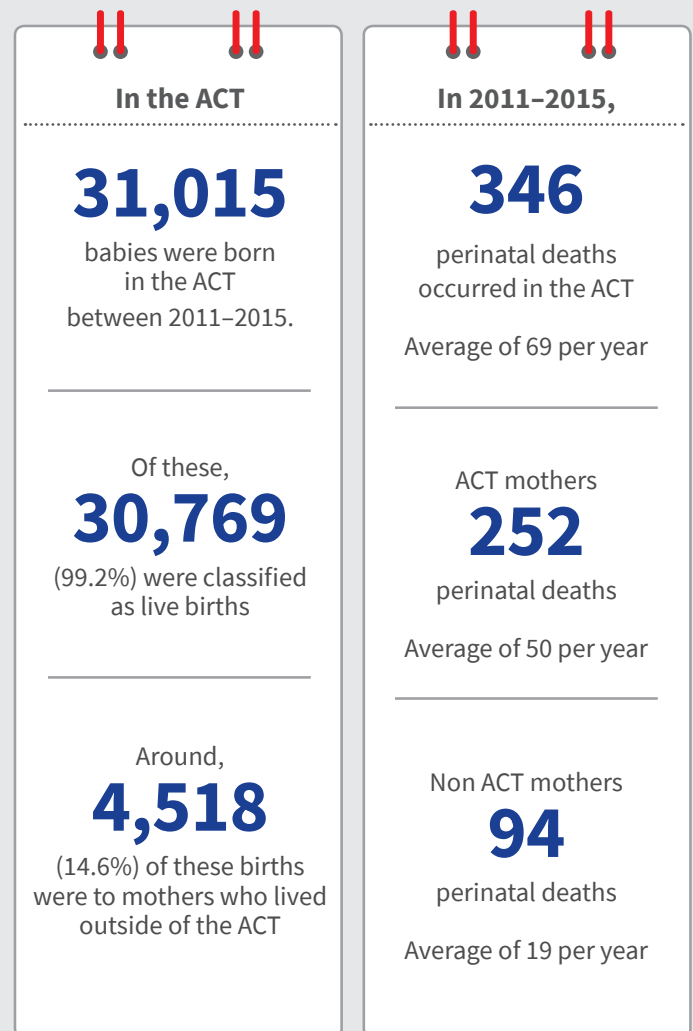 In the ACT
31,015
babies were born
in the ACT
between 2011–2015.
Of these,
30,769
(99.2%) were classified
as live births
Around,
4,518
(14.6%) of these births
were to mothers who lived
outside of the ACT
In 2011–2015,
346
perinatal deaths
occurred in the ACT
Average of 69 per year
ACT mothers
252
perinatal deaths
Average of 50 per year
Non ACT mothers
94
perinatal deaths
Average of 19 per year